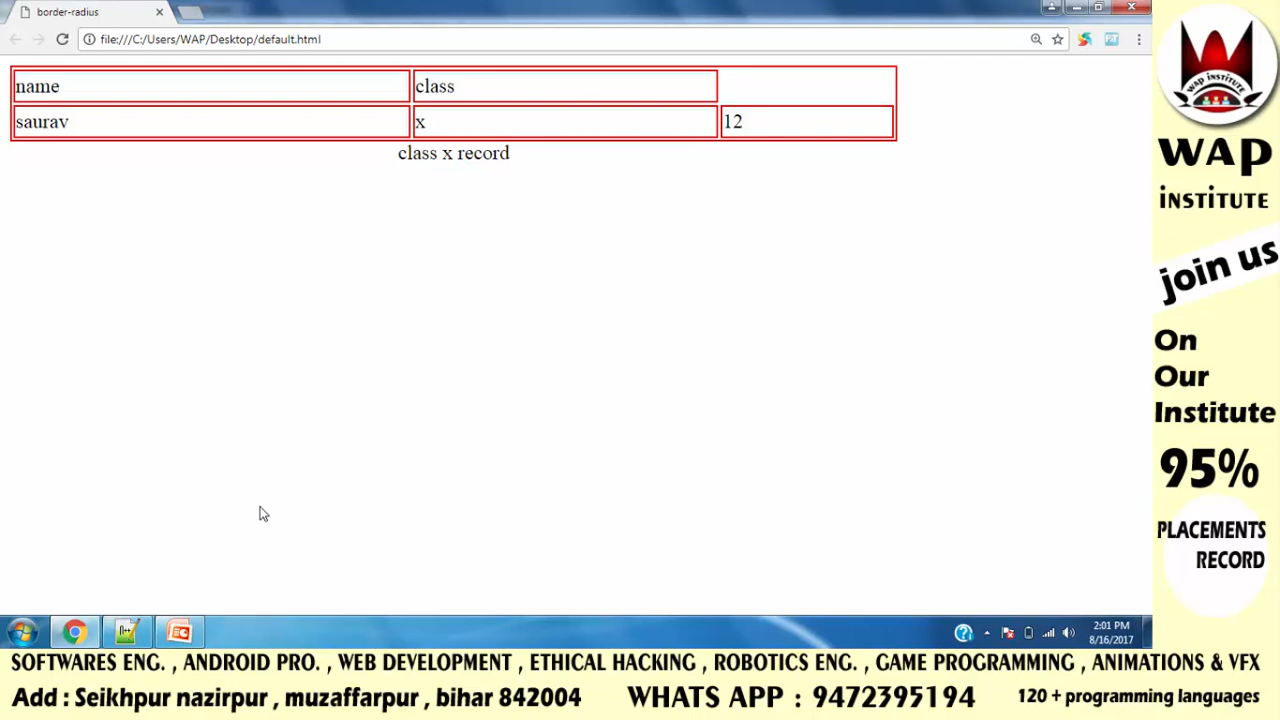 border-radius
file:///C:/Users/WAP/Desktop/default.html
name class
saurav x 12
class x record
2:01 PM
8/16/2017
WAP INSTITUTE
WAP
INSTITUTE
join us
On
Our
Institute
95%
PLACEMENTS
RECORD
SOFTWARES ENG. , ANDROID PRO. , WEB DEVELOPMENT , ETHICAL HACKING , ROBOTICS ENG. , GAME PROGRAMMING , ANIMATIONS & VFX
Add : Seikhpur nazirpur , muzaffarpur , bihar 842004 WHATS APP : 9472395194 120 + programming languages